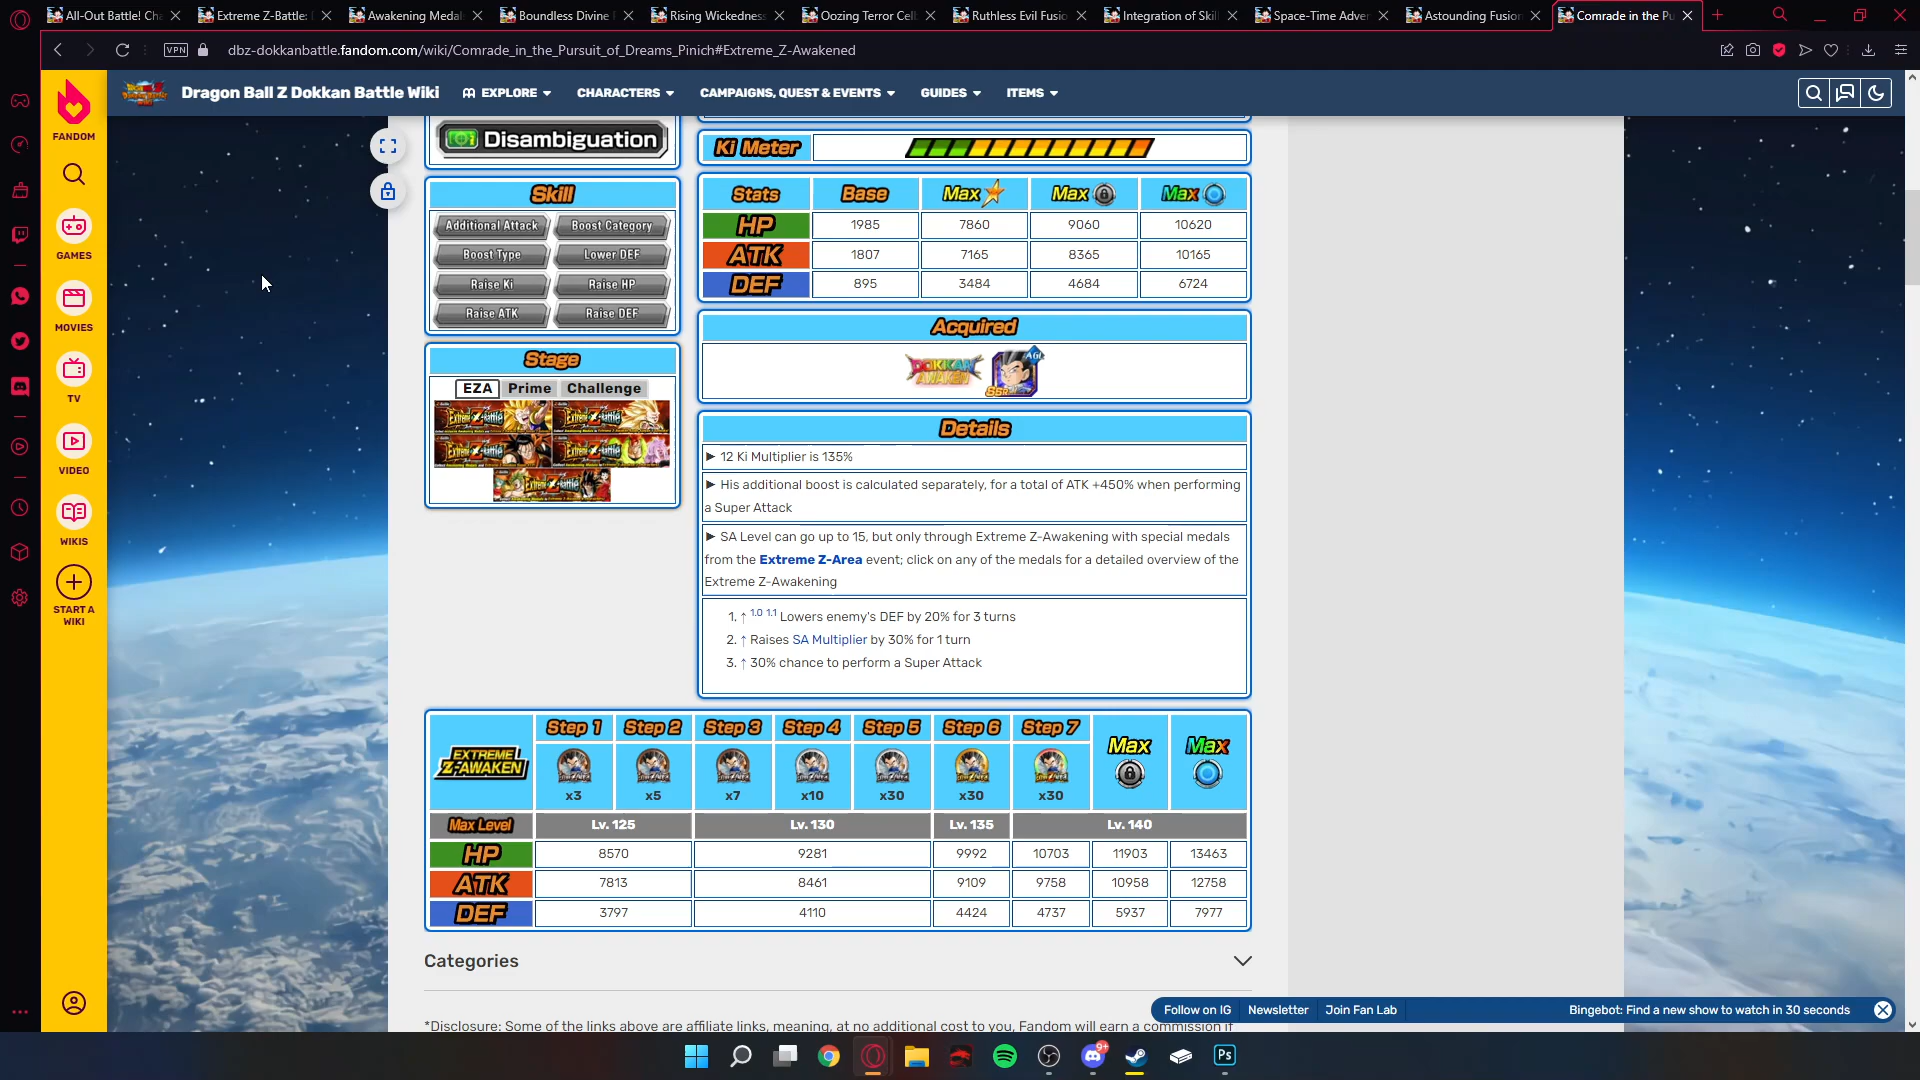 All-Out Battle! Cha
Extreme Z-Battle:
Awakening Medal
Boundless Divine
Rising Wickedness
Oozing Terror Cel
Ruthless Evil Fusio
Integration of Skil
Space-Time Adver
Astounding Fusion
Comrade in the Pu
VPN
dbz-dokkanbattle.fandom.com/wiki/Comrade_in_the_Pursuit_of_Dreams_Pinich#Extreme_Z-Awakened
Dragon Ball Z Dokkan Battle Wiki
EXPLORE
CHARACTERS
CAMPAIGNS, QUEST & EVENTS
GUIDES
ITEMS
FANDOM
GAMES
MOVIES
TV
VIDEO
WIKIS
START A
WIKI
Disambiguation
Skill
Additional Attack Boost Category
Boost Type Lower DEF
Raise Ki Raise HP
Raise ATK Raise DEF
Stage
EZA Prime Challenge
Ki Meter
Stats Base Max Max Max
HP 1985 7860 9060 10620
ATK 1807 7165 8365 10165
DEF 895 3484 4684 6724
Acquired
DOKKAN
AWAKEN
AGL
SSR
Details
► 12 Ki Multiplier is 135%
► His additional boost is calculated separately, for a total of ATK +450% when performing
a Super Attack
► SA Level can go up to 15, but only through Extreme Z-Awakening with special medals
from the Extreme Z-Area event; click on any of the medals for a detailed overview of the
Extreme Z-Awakening
1. ↑ 1.0 1.1 Lowers enemy's DEF by 20% for 3 turns
2. ↑ Raises SA Multiplier by 30% for 1 turn
3. ↑ 30% chance to perform a Super Attack
EXTREME
Z-AWAKEN
Step 1 Step 2 Step 3 Step 4 Step 5 Step 6 Step 7 Max Max
x3 x5 x7 x10 x30 x30 x30
Max Level Lv. 125 Lv. 130 Lv. 135 Lv. 140
HP 8570 9281 9992 10703 11903 13463
ATK 7813 8461 9109 9758 10958 12758
DEF 3797 4110 4424 4737 5937 7977
Categories
*Disclosure: Some of the links above are affiliate links, meaning, at no additional cost to you, Fandom will earn a commission if
Follow on IG Newsletter Join Fan Lab
Bingebot: Find a new show to watch in 30 seconds
9+
Ps